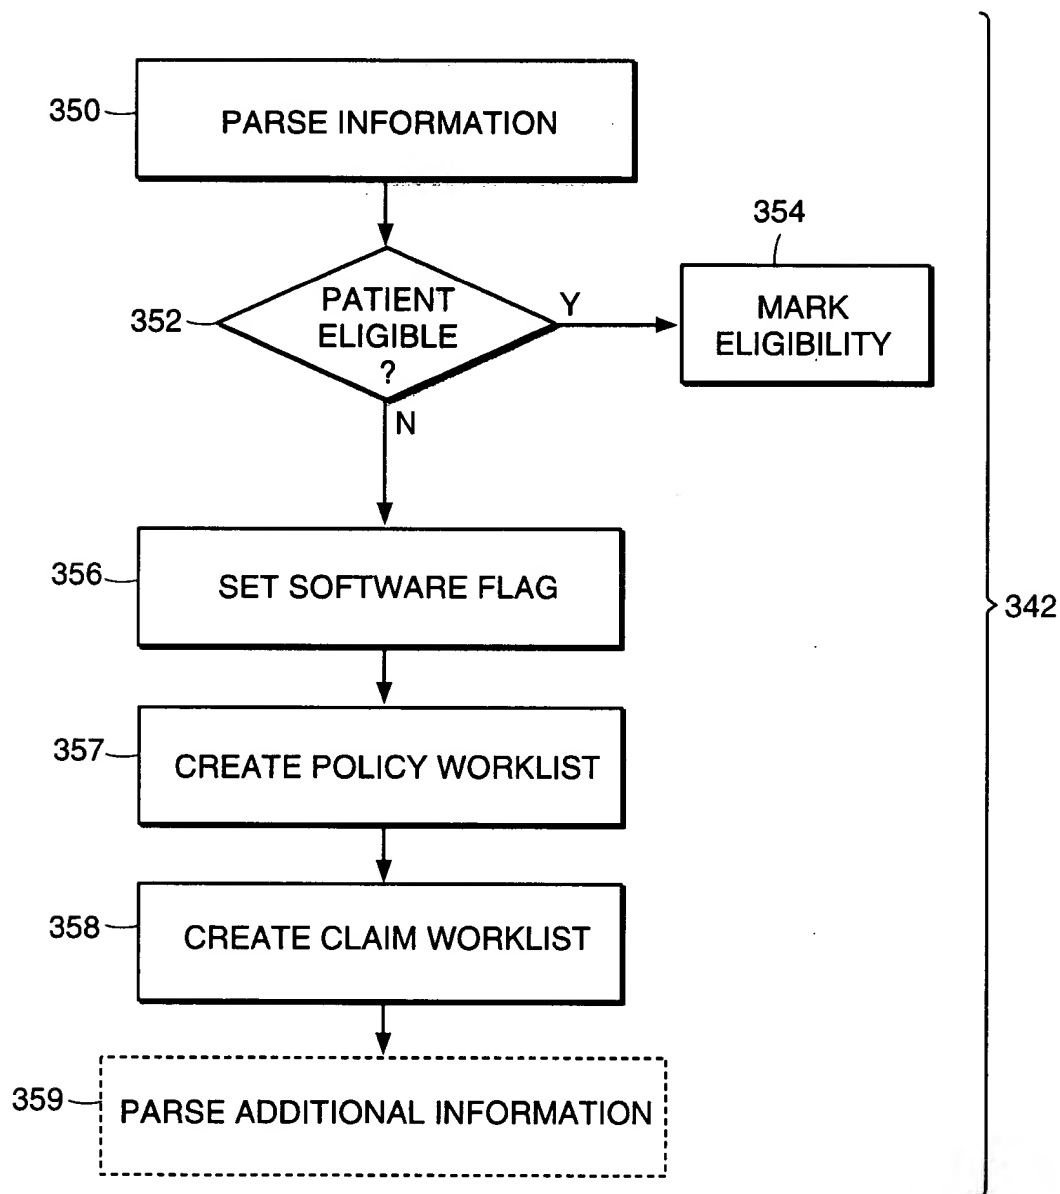 350
PARSE INFORMATION
354
352
PATIENT
ELIGIBLE
?
Y
MARK
ELIGIBILITY
N
356
SET SOFTWARE FLAG
342
357
CREATE POLICY WORKLIST
358
CREATE CLAIM WORKLIST
359
PARSE ADDITIONAL INFORMATION